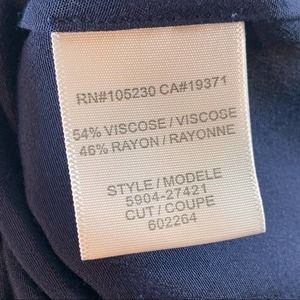 RN#105230 CA#19371
54% VISCOSE / VISCOSE
46% RAYON / RAYONNE
STYLE / MODELE
5904-27421
CUT / COUPE
602264